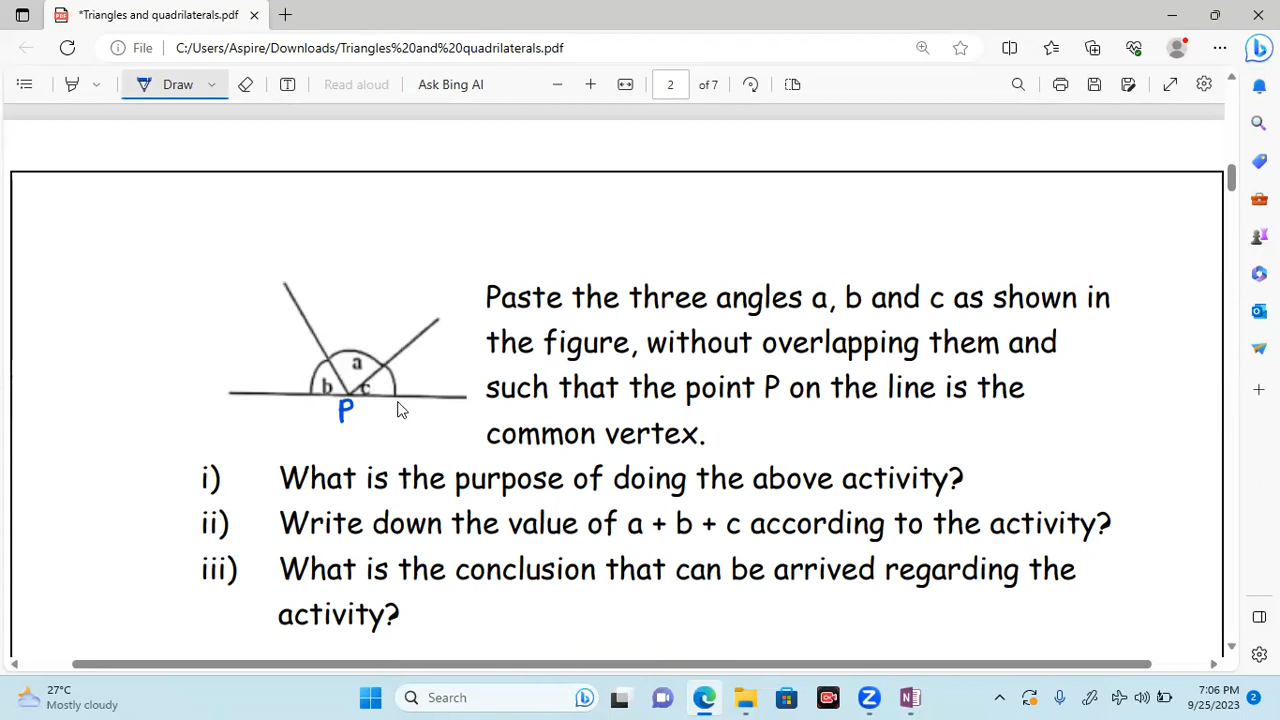 *Triangles and quadrilaterals.pdf
File
C:/Users/Aspire/Downloads/Triangles%20and%20quadrilaterals.pdf
Draw
Read aloud
Ask Bing AI
2
of 7
a
b
c
P
Paste the three angles a, b and c as shown in
the figure, without overlapping them and
such that the point P on the line is the
common vertex.
i) What is the purpose of doing the above activity?
ii) Write down the value of a + b + c according to the activity?
iii) What is the conclusion that can be arrived regarding the
activity?
27°C
Mostly cloudy
Search
7:06 PM
9/25/2023
2